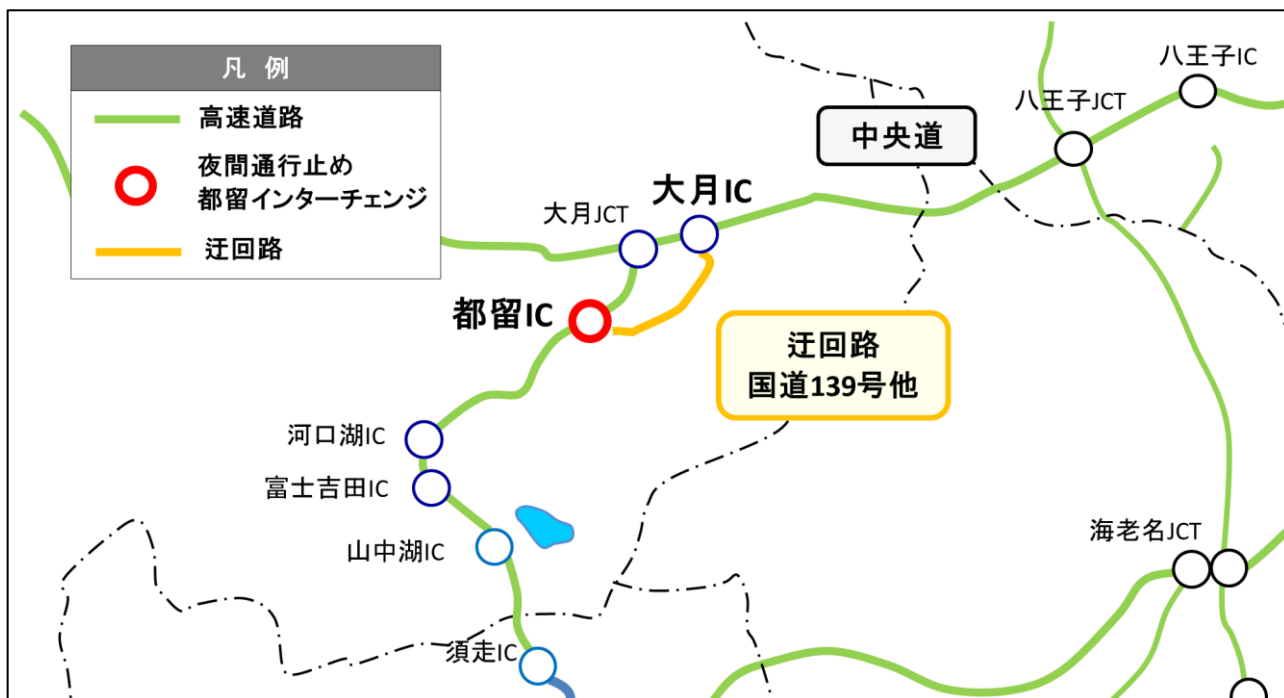 凡 例
高速道路
夜間通行止め
都留インターチェンジ
迂回路
八王子IC
八王子JCT
中央道
大月IC
大月JCT
都留IC
迂回路
国道139号他
河口湖IC
富士吉田IC
山中湖IC
海老名JCT
須走IC